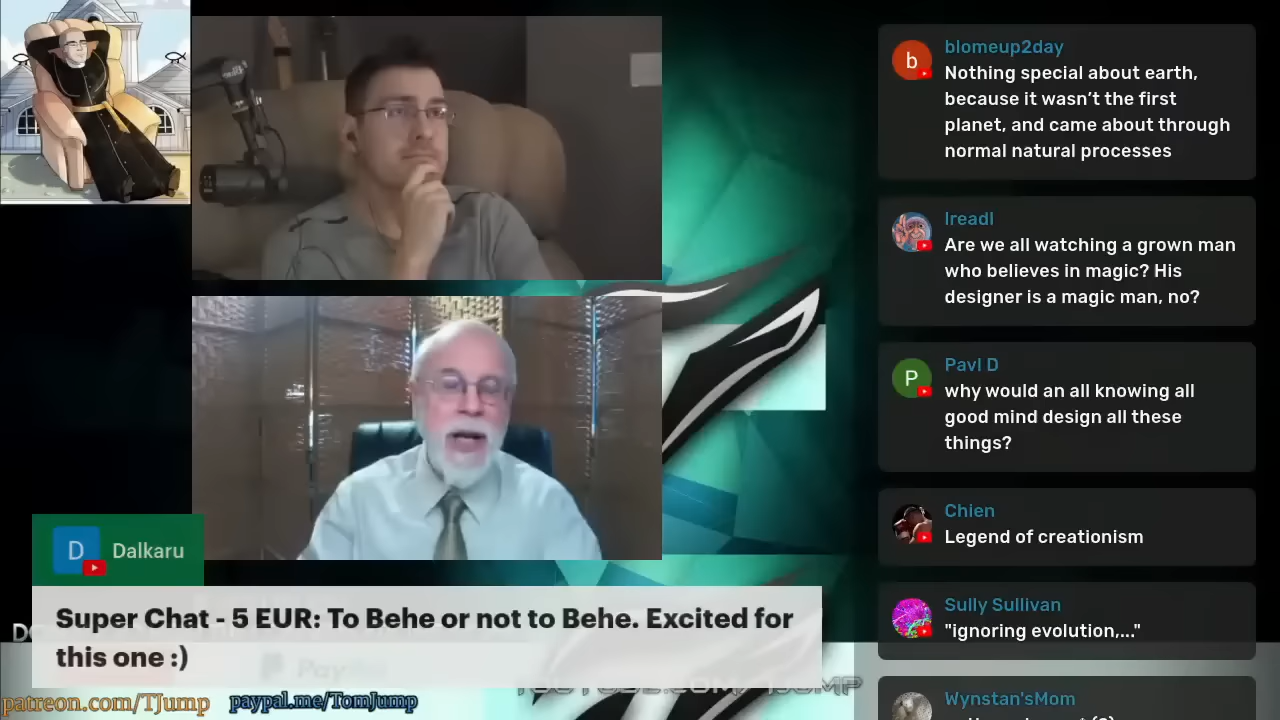 b
blomeup2day
Nothing special about earth,
because it wasn’t the first
planet, and came about through
normal natural processes
Ireadl
Are we all watching a grown man
who believes in magic? His
designer is a magic man, no?
P
Pavl D
why would an all knowing all
good mind design all these
things?
Chien
Legend of creationism
Sully Sullivan
"ignoring evolution,..."
Wynstan'sMom
D
Dalkaru
Super Chat - 5 EUR: To Behe or not to Behe. Excited for
this one :)
patreon.com/TJump
paypal.me/TomJump
YOUTUBE.COM/TJUMP